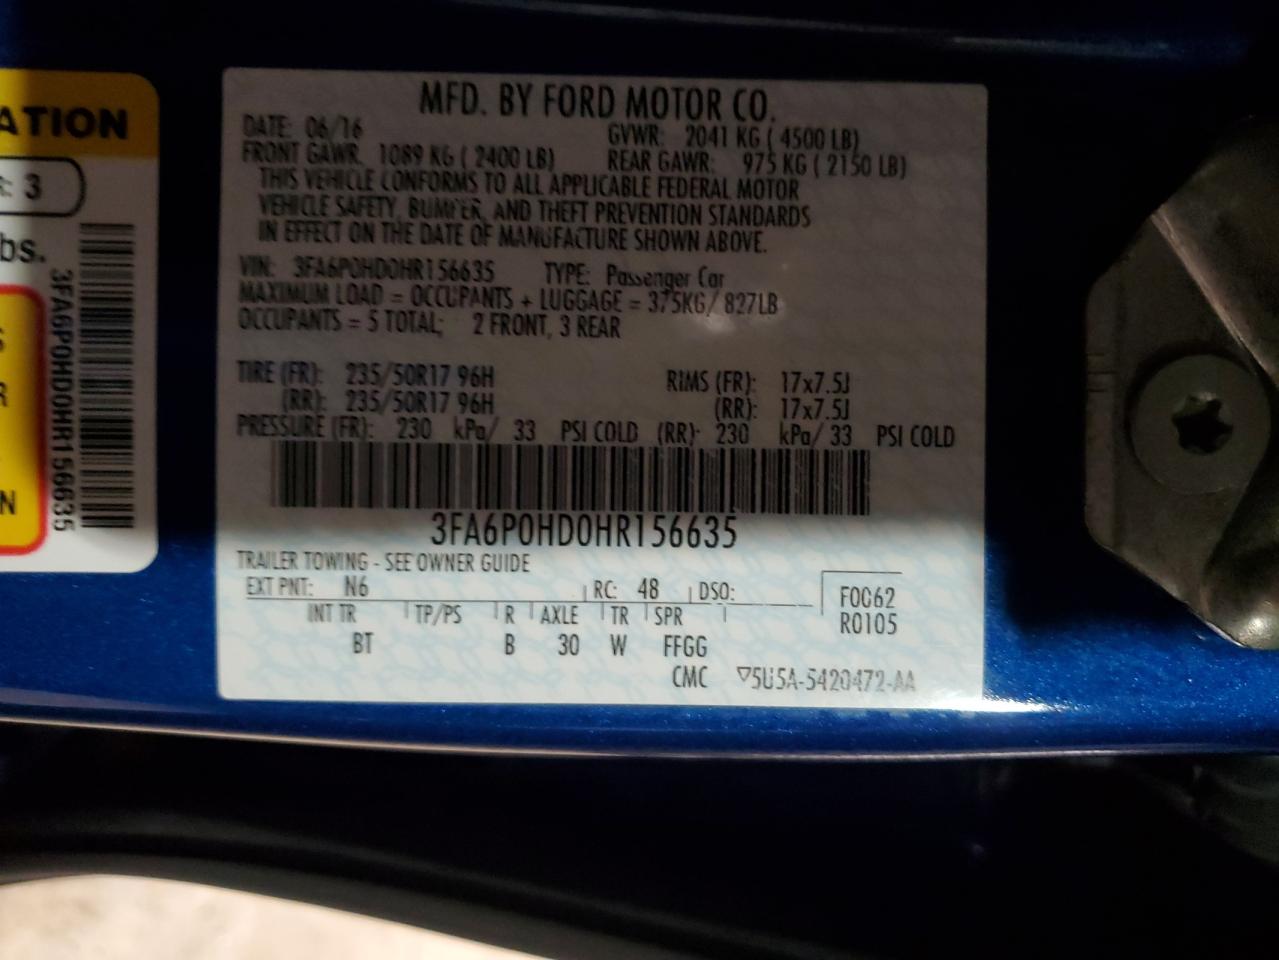 ATION
: 3
bs.
3FA6P0HD0HR156635
S
R
N
MFD. BY FORD MOTOR CO.
DATE: 06/16 GVWR: 2041 KG ( 4500 LB)
FRONT GAWR: 1089 KG ( 2400 LB) REAR GAWR: 975 KG ( 2150 LB)
THIS VEHICLE CONFORMS TO ALL APPLICABLE FEDERAL MOTOR
VEHICLE SAFETY, BUMPER, AND THEFT PREVENTION STANDARDS
IN EFFECT ON THE DATE OF MANUFACTURE SHOWN ABOVE.
VIN: 3FA6P0HD0HR156635 TYPE: Passenger Car
MAXIMUM LOAD = OCCUPANTS + LUGGAGE = 375KG/ 827LB
OCCUPANTS = 5 TOTAL; 2 FRONT, 3 REAR
TIRE (FR): 235/50R17 96H RIMS (FR): 17x7.5J
(RR): 235/50R17 96H (RR): 17x7.5J
PRESSURE (FR): 230 kPa/ 33 PSI COLD (RR): 230 kPa/ 33 PSI COLD
3FA6P0HD0HR156635
TRAILER TOWING - SEE OWNER GUIDE
EXT PNT: N6 RC: 48 DSO:
F0C62
R0105
INT TR TP/PS R AXLE TR SPR
BT B 30 W FFGG
CMC ▽5U5A-5420472-AA